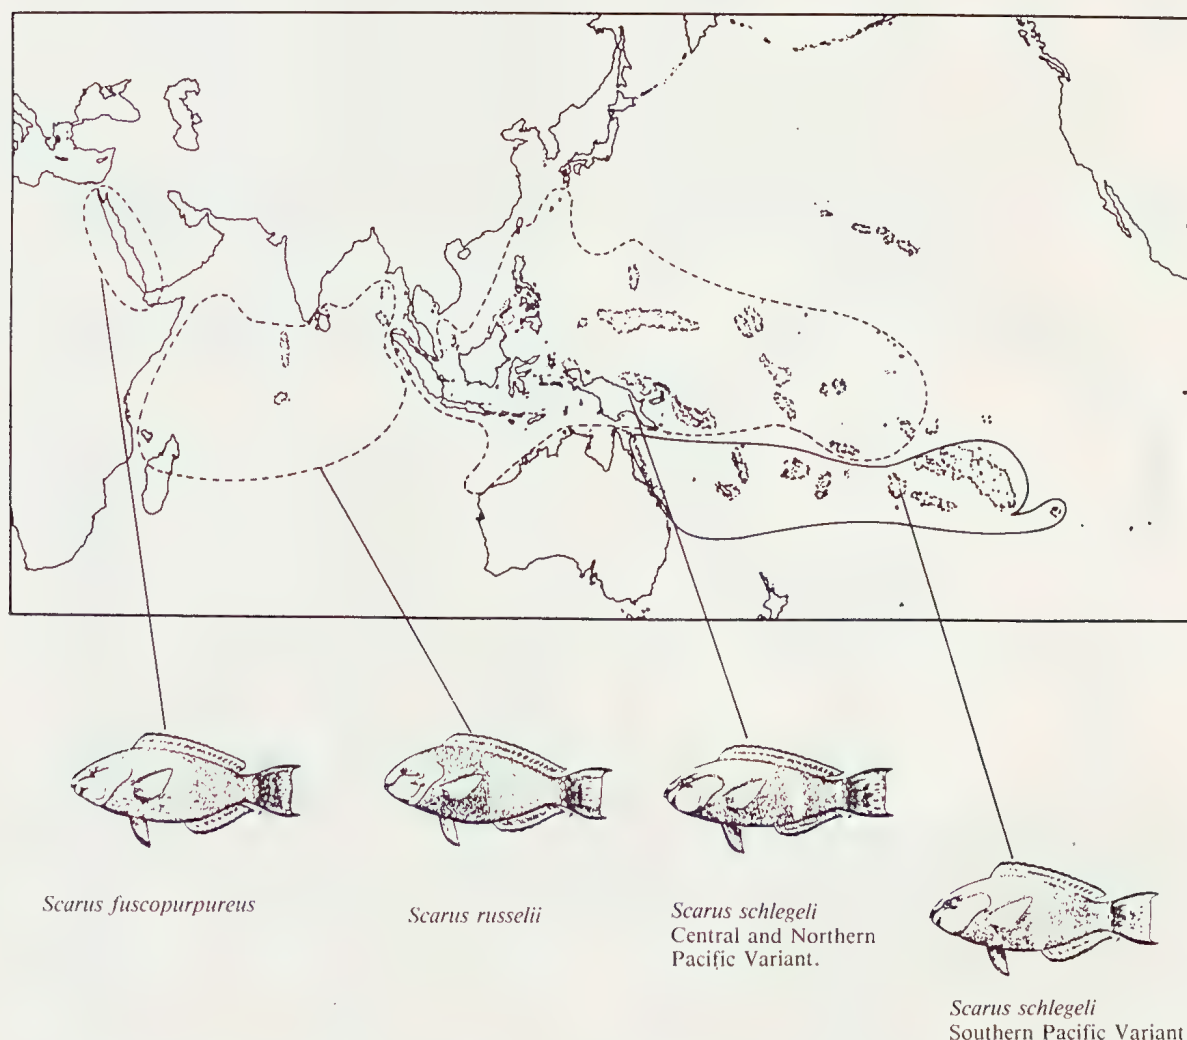 Scarus fuscopurpureus
Scarus russelii
Scarus schlegeli
Central and Northern
Pacific Variant.
Scarus schlegeli
Southern Pacific Variant